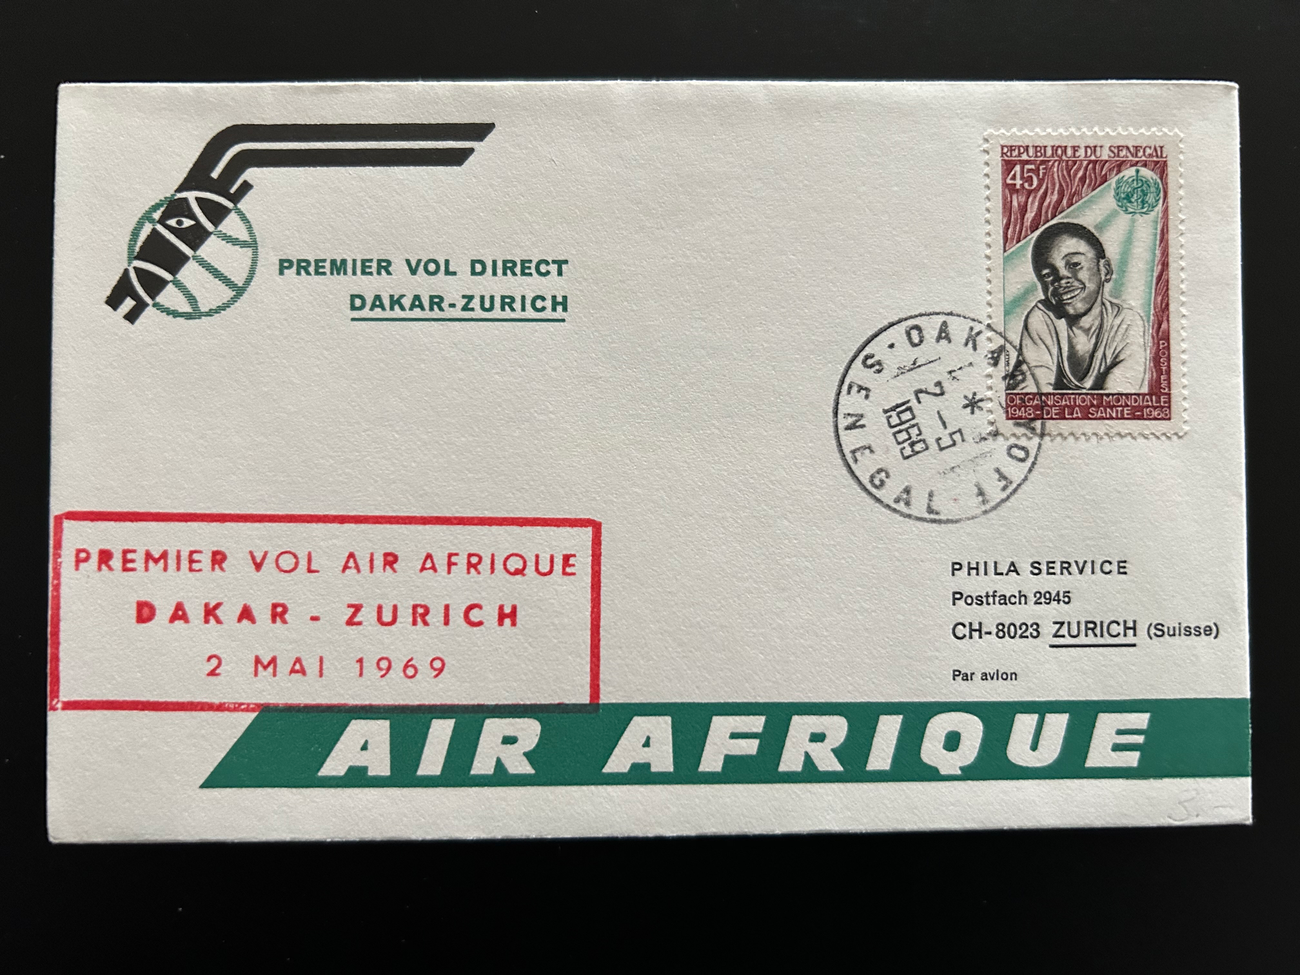 PREMIER VOL DIRECT
DAKAR-ZURICH
REPUBLIQUE DU SENEGAL
45F
POSTES
ORGANISATION MONDIALE
1948-DE LA SANTE-1968
DAKAR YOFF
2-5
1969
SENEGAL
PREMIER VOL AIR AFRIQUE
DAKAR - ZURICH
2 MAI 1969
PHILA SERVICE
Postfach 2945
CH-8023 ZURICH (Suisse)
Par avion
AIR AFRIQUE